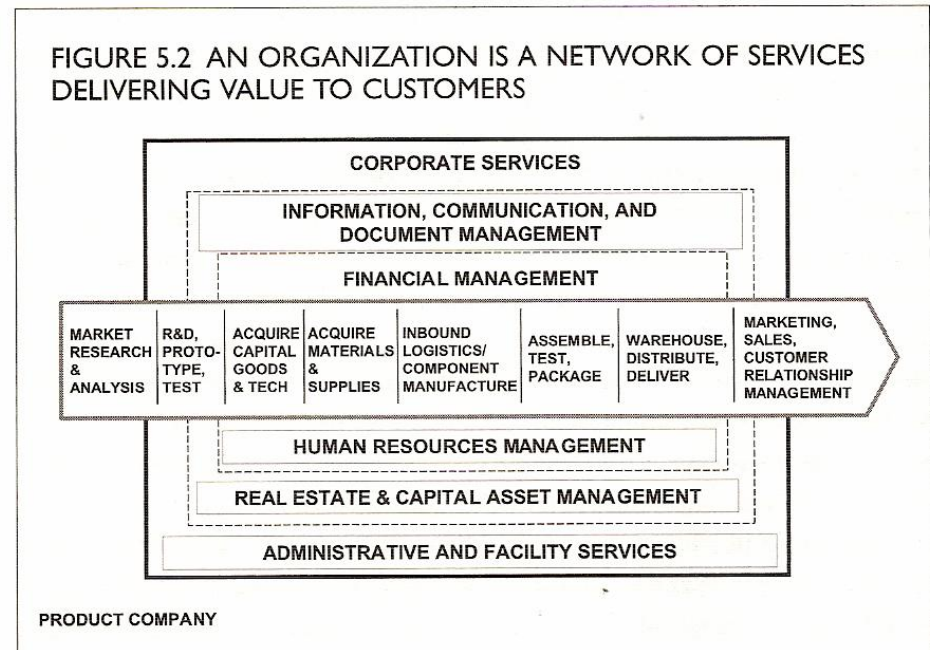 FIGURE 5.2 AN ORGANIZATION IS A NETWORK OF SERVICES
DELIVERING VALUE TO CUSTOMERS
CORPORATE SERVICES
INFORMATION, COMMUNICATION, AND
DOCUMENT MANAGEMENT
FINANCIAL MANAGEMENT
MARKET
RESEARCH
&
ANALYSIS
R&D,
PROTO-
TYPE,
TEST
ACQUIRE
CAPITAL
GOODS
& TECH
ACQUIRE
MATERIALS
&
SUPPLIES
INBOUND
LOGISTICS/
COMPONENT
MANUFACTURE
ASSEMBLE,
TEST,
PACKAGE
WAREHOUSE,
DISTRIBUTE,
DELIVER
MARKETING,
SALES,
CUSTOMER
RELATIONSHIP
MANAGEMENT
HUMAN RESOURCES MANAGEMENT
REAL ESTATE & CAPITAL ASSET MANAGEMENT
ADMINISTRATIVE AND FACILITY SERVICES
PRODUCT COMPANY